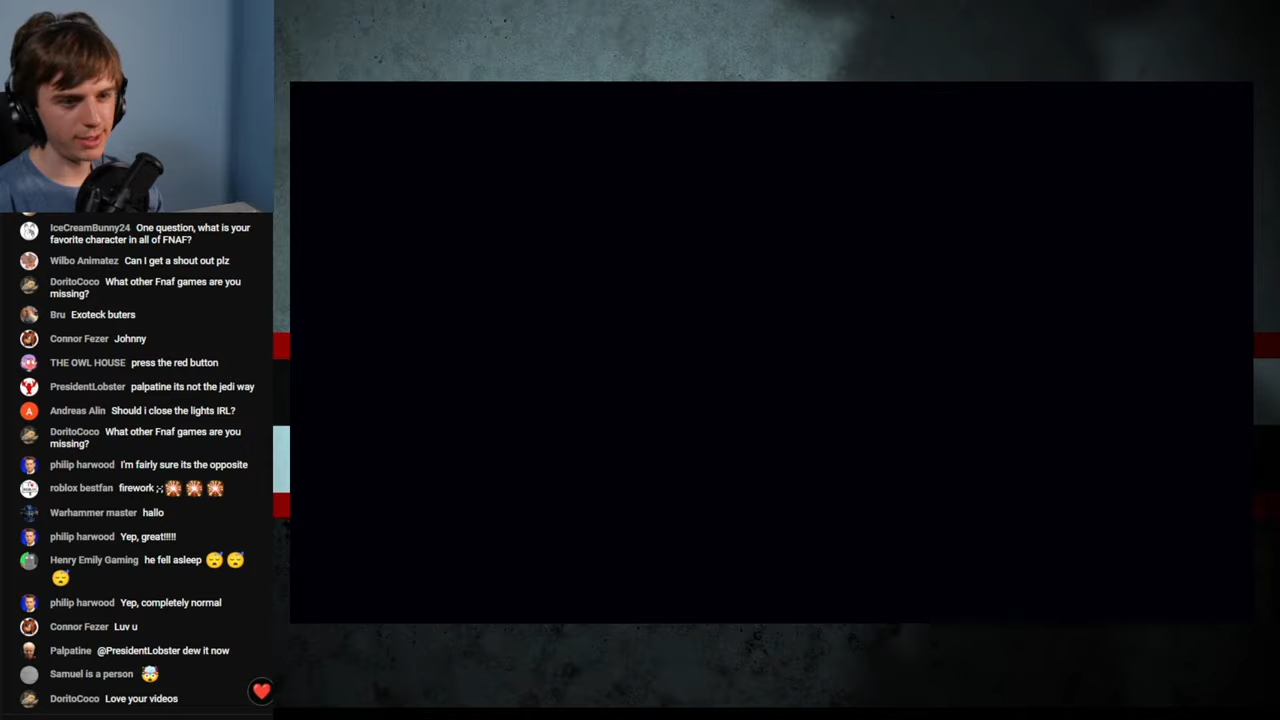 IceCreamBunny24 One question, what is your
favorite character in all of FNAF?
Wilbo Animatez Can I get a shout out plz
DoritoCoco What other Fnaf games are you
missing?
Bru Exoteck buters
Connor Fezer Johnny
THE OWL HOUSE press the red button
PresidentLobster palpatine its not the jedi way
A Andreas Alin Should i close the lights IRL?
DoritoCoco What other Fnaf games are you
missing?
philip harwood I'm fairly sure its the opposite
roblox bestfan firework
Warhammer master hallo
philip harwood Yep, great!!!!!
Henry Emily Gaming he fell asleep 😴 😴
😴
philip harwood Yep, completely normal
Connor Fezer Luv u
Palpatine @PresidentLobster dew it now
Samuel is a person 🤯
DoritoCoco Love your videos